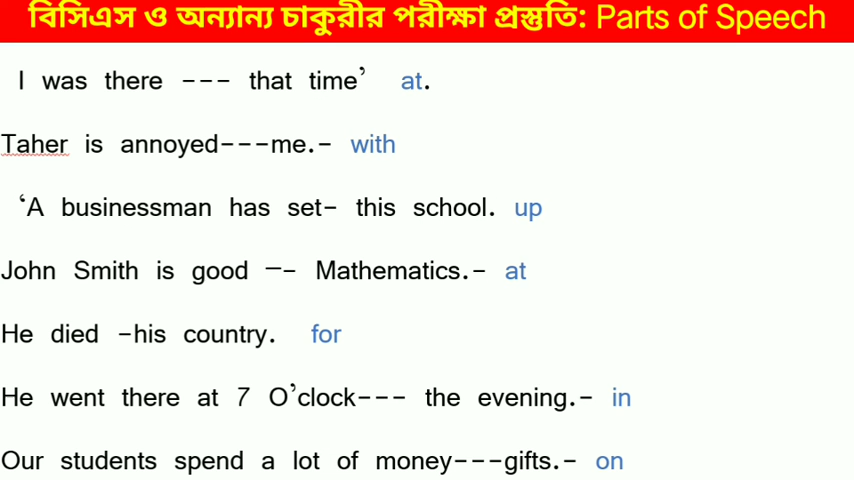 বিসিএস ও অন্যান্য চাকুরীর পরীক্ষা প্রস্তুতি: Parts of Speech
I was there --- that time’ at.
Taher is annoyed---me.- with
‘A businessman has set- this school. up
John Smith is good —- Mathematics.- at
He died -his country. for
He went there at 7 O’clock--- the evening.- in
Our students spend a lot of money---gifts.- on